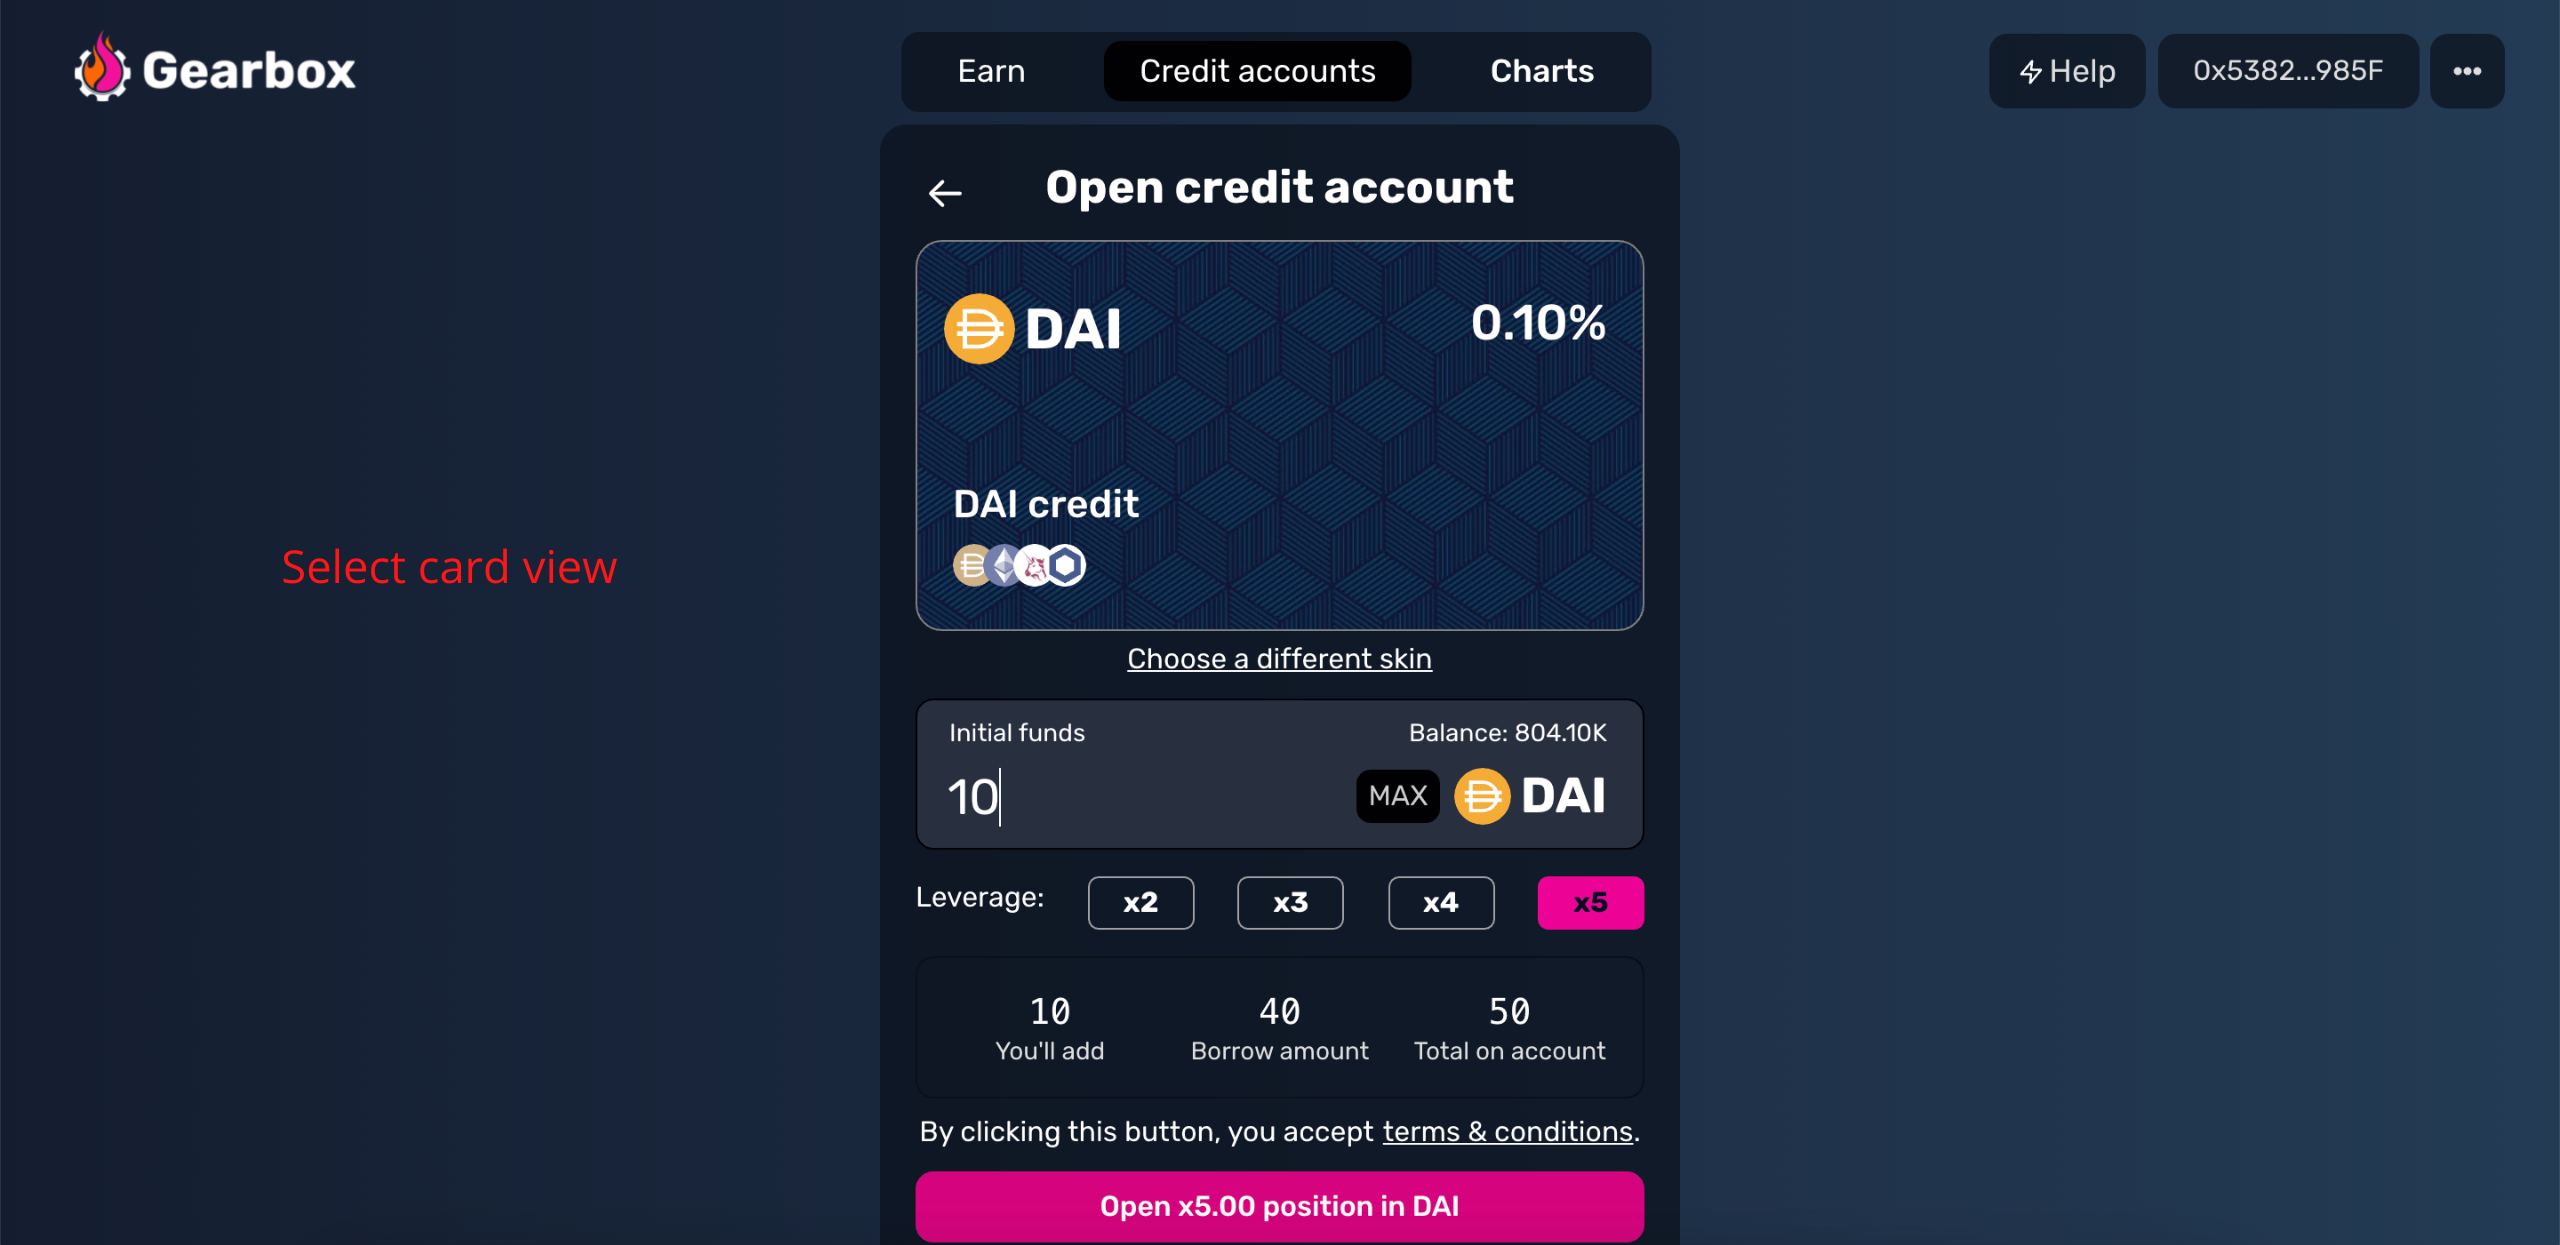 Gearbox
Earn Credit accounts Charts
Help 0x5382...985F
Open credit account
DAI 0.10%
DAI credit
Select card view
Choose a different skin
Initial funds Balance: 804.10K
10 MAX DAI
Leverage: x2 x3 x4 x5
10 40 50
You'll add Borrow amount Total on account
By clicking this button, you accept terms & conditions.
Open x5.00 position in DAI